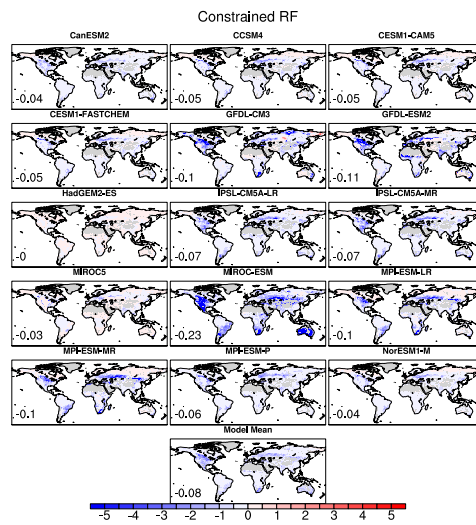 Constrained RF
CanESM2 CCSM4 CESM1-CAM5
-0.04 -0.05 -0.05
CESM1-FASTCHEM GFDL-CM3 GFDL-ESM2
-0.05 -0.1 -0.11
HadGEM2-ES IPSL-CM5A-LR IPSL-CM5A-MR
-0 -0.07 -0.07
MIROC5 MIROC-ESM MPI-ESM-LR
-0.03 -0.23 -0.1
MPI-ESM-MR MPI-ESM-P NorESM1-M
-0.1 -0.06 -0.04
Model Mean
-0.08
-5 -4 -3 -2 -1 0 1 2 3 4 5